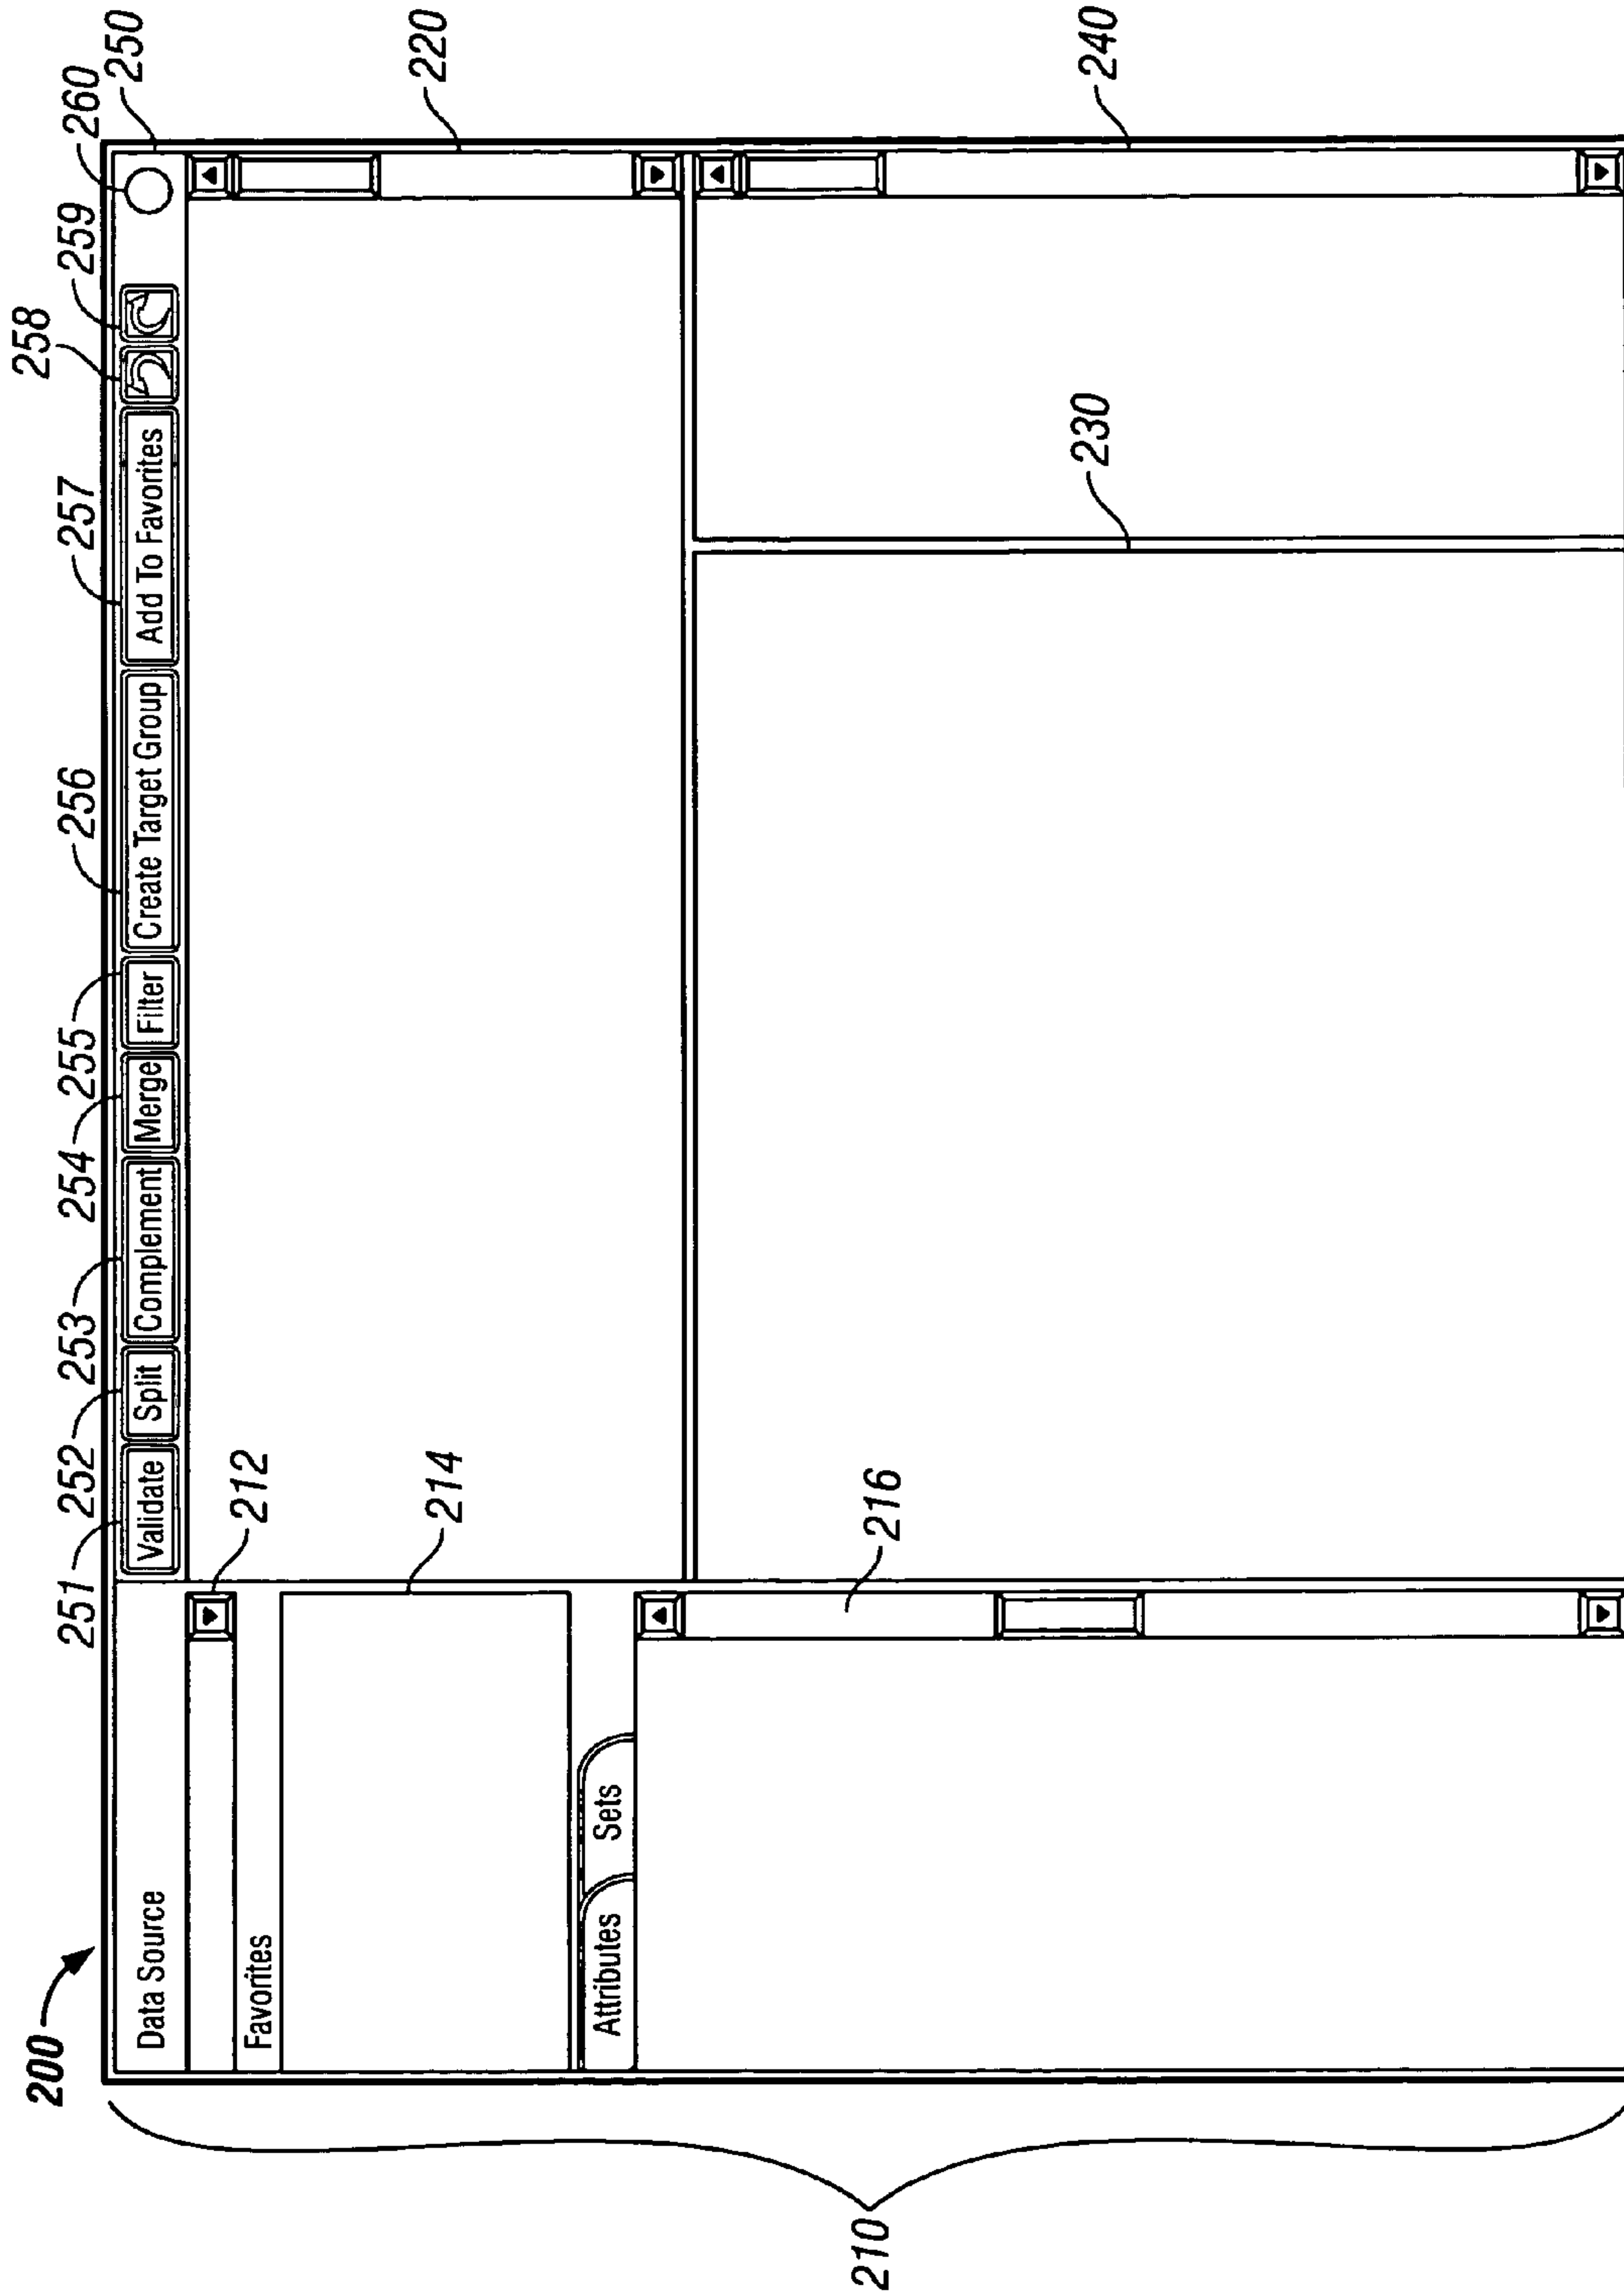 200
258
251 252 253 254 255 256 257 259 260
250
Data Source
Validate Split Complement Merge Filter Create Target Group Add To Favorites
212
220
Favorites
214
Attributes Sets
216
230
240
210